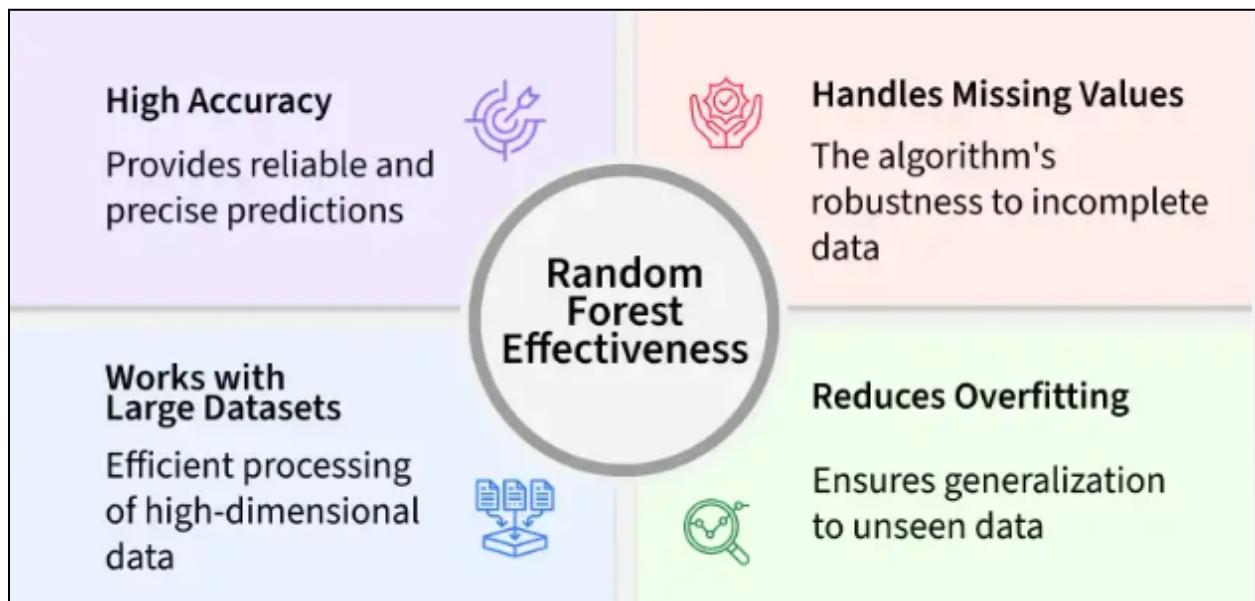 High Accuracy
Provides reliable and
precise predictions
Handles Missing Values
The algorithm's
robustness to incomplete
data
Random
Forest
Effectiveness
Works with
Large Datasets
Efficient processing
of high-dimensional
data
Reduces Overfitting
Ensures generalization
to unseen data